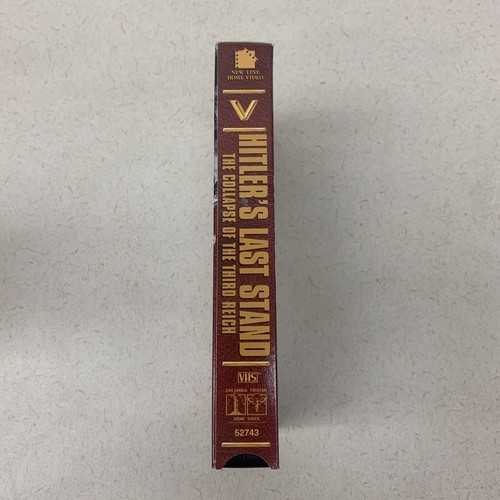 NEW LINE
HOME VIDEO
V
HITLER'S LAST STAND
THE COLLAPSE OF THE THIRD REICH
VHS
COLUMBIA TRISTAR
HOME VIDEO
52743